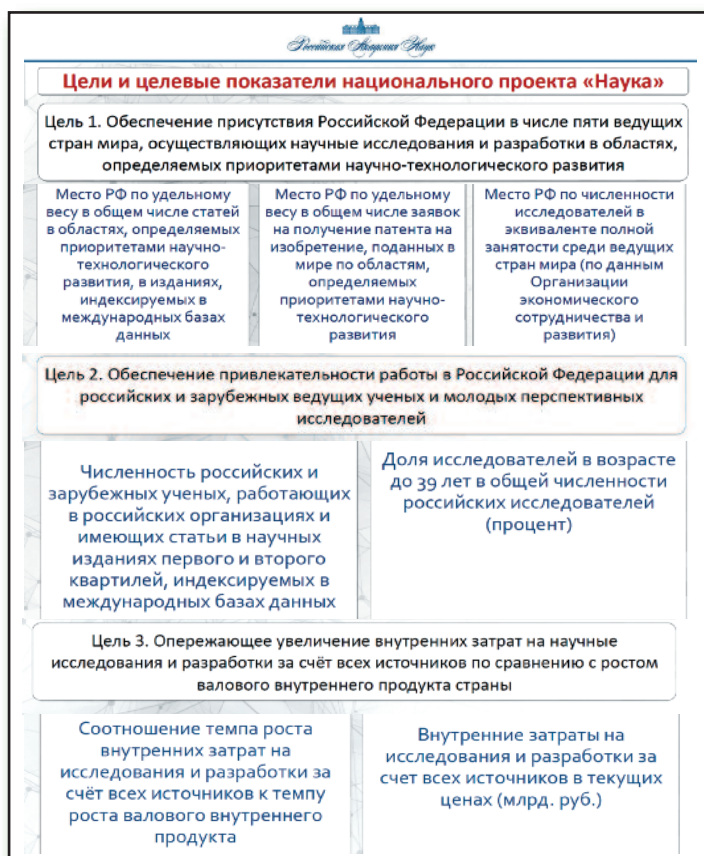 Российская Академия Наук
Цели и целевые показатели национального проекта «Наука»
Цель 1. Обеспечение присутствия Российской Федерации в числе пяти ведущих
стран мира, осуществляющих научные исследования и разработки в областях,
определяемых приоритетами научно-технологического развития
Место РФ по удельному
весу в общем числе статей
в областях, определяемых
приоритетами научно-
технологического
развития, в изданиях,
индексируемых в
международных базах
данных
Место РФ по удельному
весу в общем числе заявок
на получение патента на
изобретение, поданных в
мире по областям,
определяемых
приоритетами научно-
технологического
развития
Место РФ по численности
исследователей в
эквиваленте полной
занятости среди ведущих
стран мира (по данным
Организации
экономического
сотрудничества и
развития)
Цель 2. Обеспечение привлекательности работы в Российской Федерации для
российских и зарубежных ведущих ученых и молодых перспективных
исследователей
Численность российских и
зарубежных ученых, работающих
в российских организациях и
имеющих статьи в научных
изданиях первого и второго
квартилей, индексируемых в
международных базах данных
Доля исследователей в возрасте
до 39 лет в общей численности
российских исследователей
(процент)
Цель 3. Опережающее увеличение внутренних затрат на научные
исследования и разработки за счёт всех источников по сравнению с ростом
валового внутреннего продукта страны
Соотношение темпа роста
внутренних затрат на
исследования и разработки за
счёт всех источников к темпу
роста валового внутреннего
продукта
Внутренние затраты на
исследования и разработки за
счет всех источников в текущих
ценах (млрд. руб.)